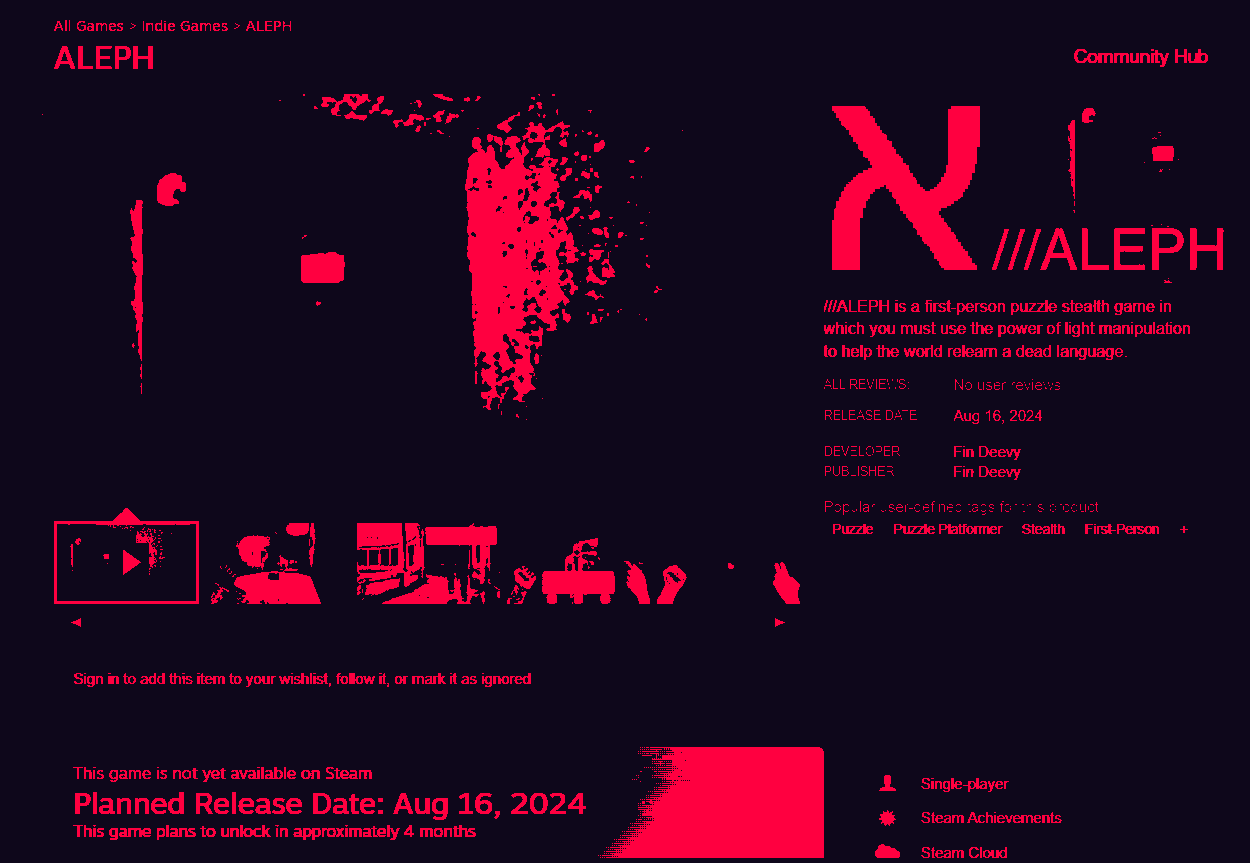 All Games > Indie Games > ALEPH
ALEPH
Community Hub
א
///ALEPH
///ALEPH is a first-person puzzle stealth game in
which you must use the power of light manipulation
to help the world relearn a dead language.
ALL REVIEWS: No user reviews
RELEASE DATE: Aug 16, 2024
DEVELOPER: Fin Deevy
PUBLISHER: Fin Deevy
Popular user-defined tags for this product:
Puzzle Puzzle Platformer Stealth First-Person +
Sign in to add this item to your wishlist, follow it, or mark it as ignored
This game is not yet available on Steam
Planned Release Date: Aug 16, 2024
This game plans to unlock in approximately 4 months
Single-player
Steam Achievements
Steam Cloud